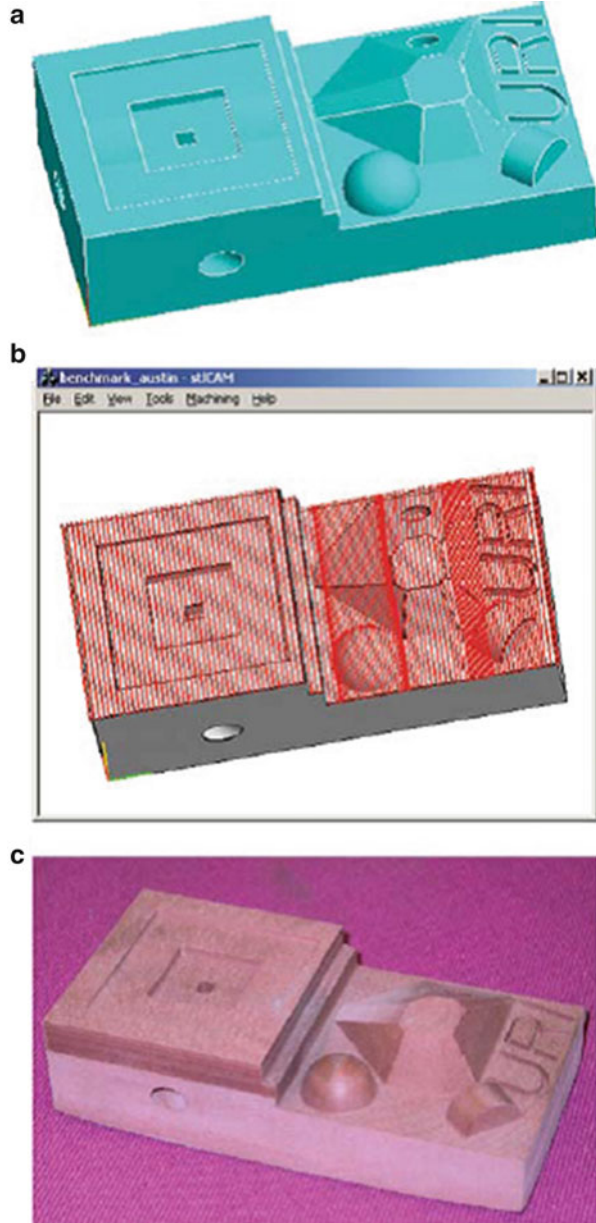 a
URI
b
benchmark_austin - stlCAM
File Edit View Tools Machining Help
URI
c
URI